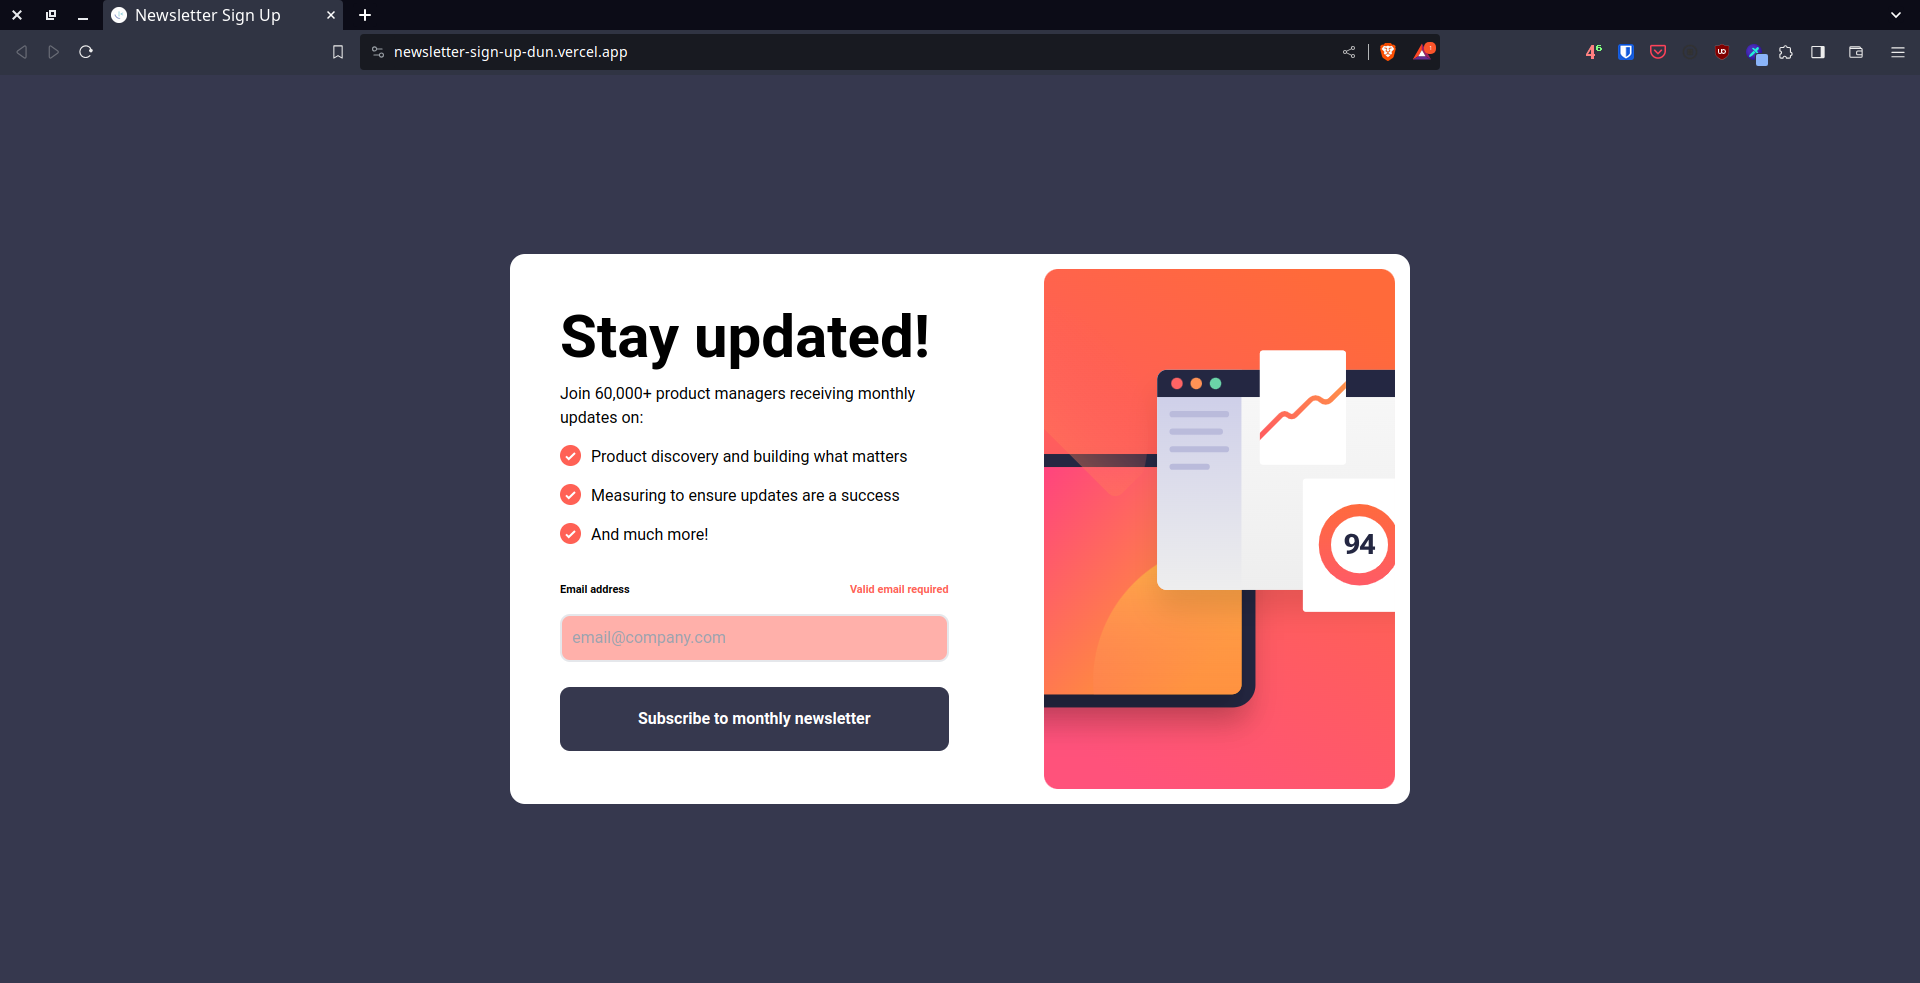 Newsletter Sign Up
newsletter-sign-up-dun.vercel.app
4⁶
Stay updated!
Join 60,000+ product managers receiving monthly
updates on:
Product discovery and building what matters
Measuring to ensure updates are a success
And much more!
Email address
Valid email required
email@company.com
Subscribe to monthly newsletter
94